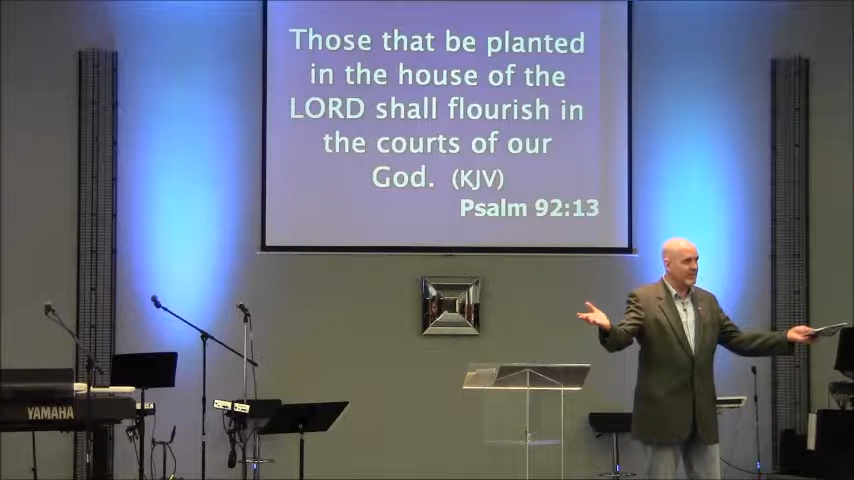 Those that be planted
in the house of the
LORD shall flourish in
the courts of our
God. (KJV)
Psalm 92:13
YAMAHA